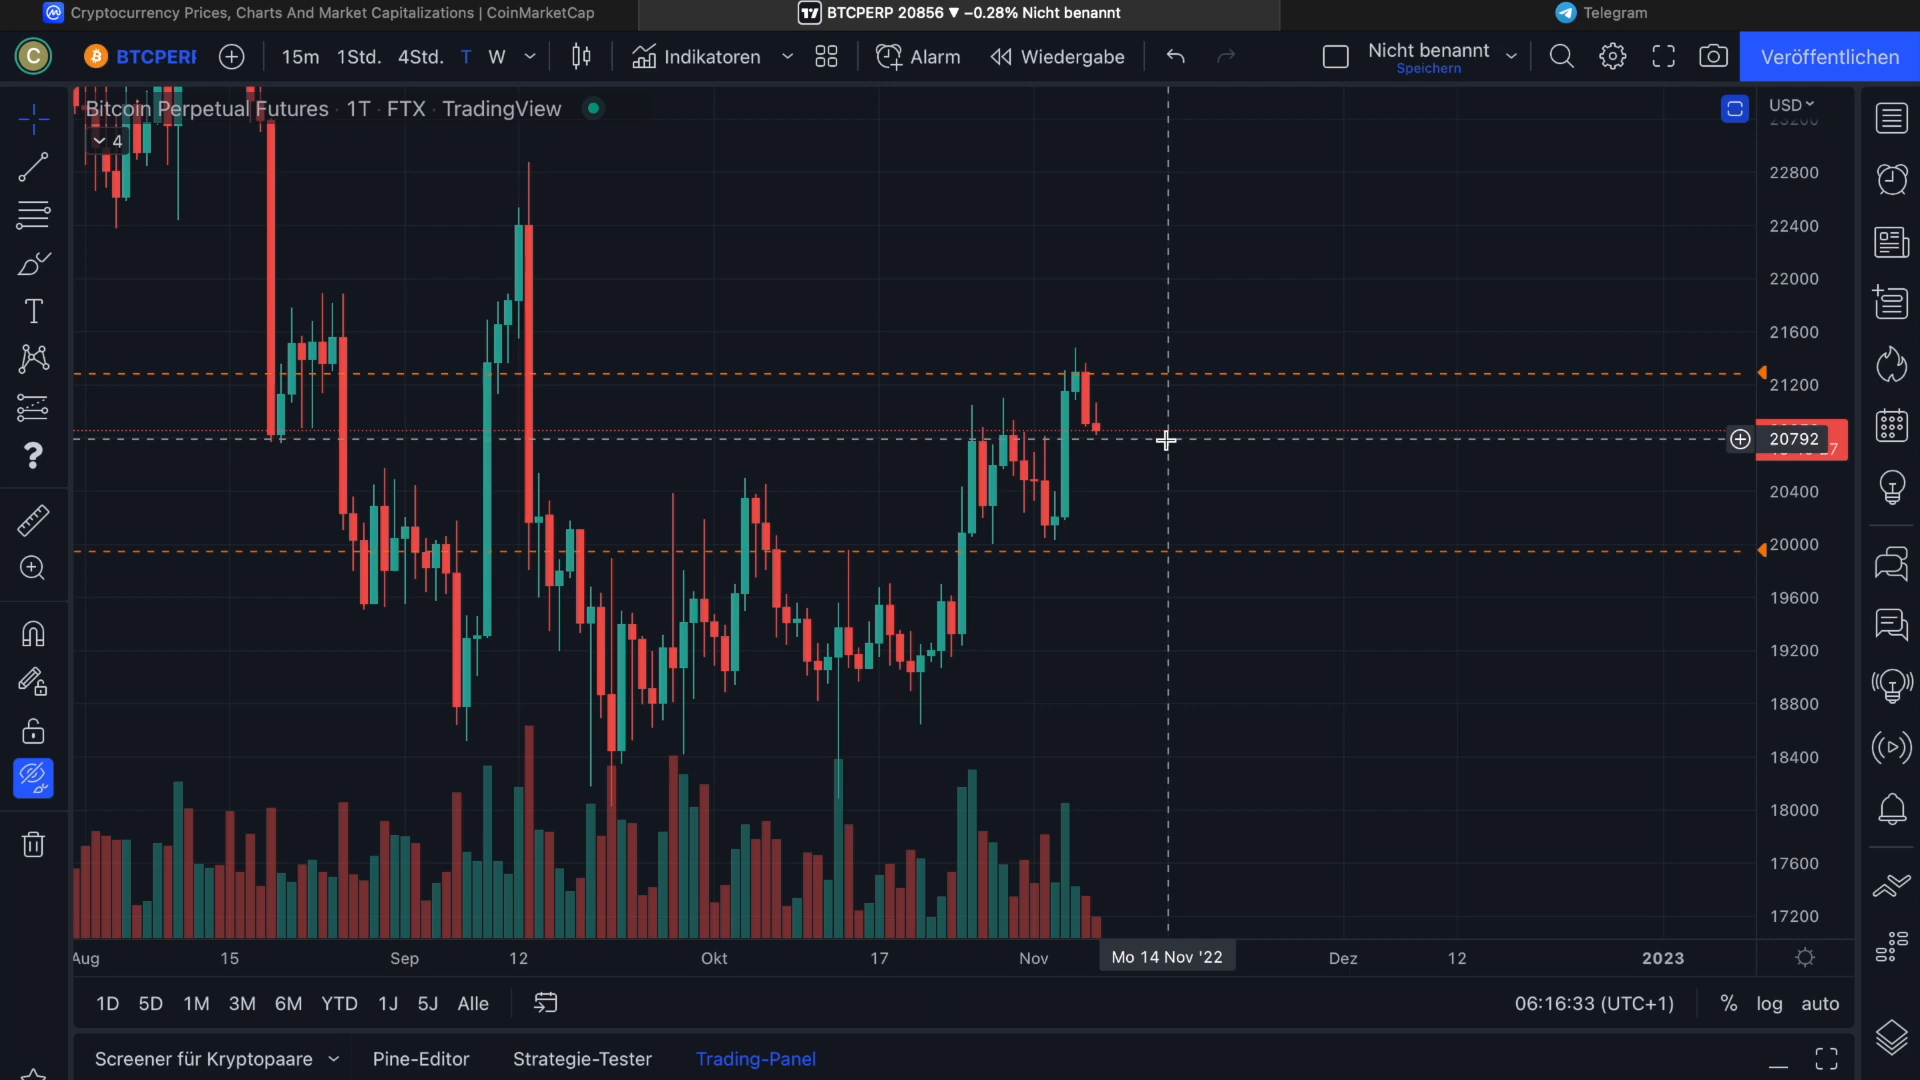 Cryptocurrency Prices, Charts And Market Capitalizations | CoinMarketCap
BTCPERP 20856 ▼ −0.28% Nicht benannt
Telegram
C
BTCPERP
15m 1Std. 4Std. T W
Indikatoren
Alarm
Wiedergabe
Nicht benannt
Speichern
Veröffentlichen
Bitcoin Perpetual Futures · 1T · FTX · TradingView
4
USD
23200
22800
22400
22000
21600
21200
20792
20400
20000
19600
19200
18800
18400
18000
17600
17200
Aug 15 Sep 12 Okt 17 Nov Mo 14 Nov '22 Dez 12 2023
1D 5D 1M 3M 6M YTD 1J 5J Alle
06:16:33 (UTC+1) % log auto
Screener für Kryptopaare Pine-Editor Strategie-Tester Trading-Panel